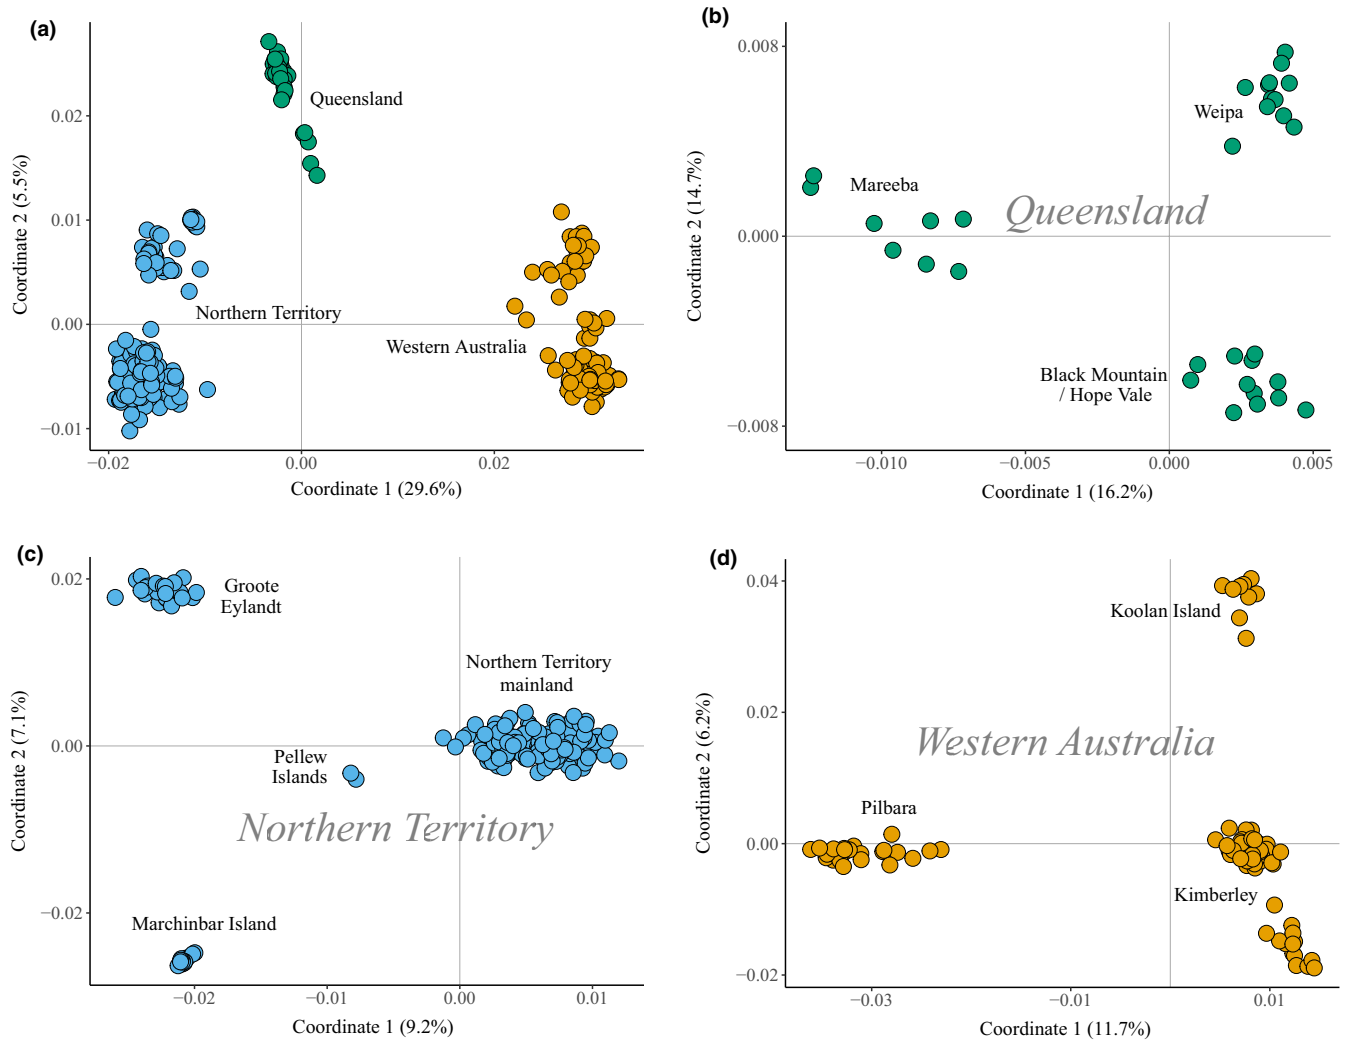 (a)
Coordinate 2 (5.5%)
0.02
0.01
0.00
−0.01
Queensland
Northern Territory
Western Australia
−0.02
0.00
0.02
Coordinate 1 (29.6%)
(b)
Coordinate 2 (14.7%)
0.008
0.000
−0.008
Weipa
Mareeba
Queensland
Black Mountain
/ Hope Vale
−0.010
−0.005
0.000
0.005
Coordinate 1 (16.2%)
(c)
Coordinate 2 (7.1%)
0.02
0.00
−0.02
Groote
Eylandt
Northern Territory
mainland
Pellew
Islands
Northern Territory
Marchinbar Island
−0.02
−0.01
0.00
0.01
Coordinate 1 (9.2%)
(d)
Coordinate 2 (6.2%)
0.04
0.02
0.00
−0.02
Koolan Island
Western Australia
Pilbara
Kimberley
−0.03
−0.01
0.01
Coordinate 1 (11.7%)